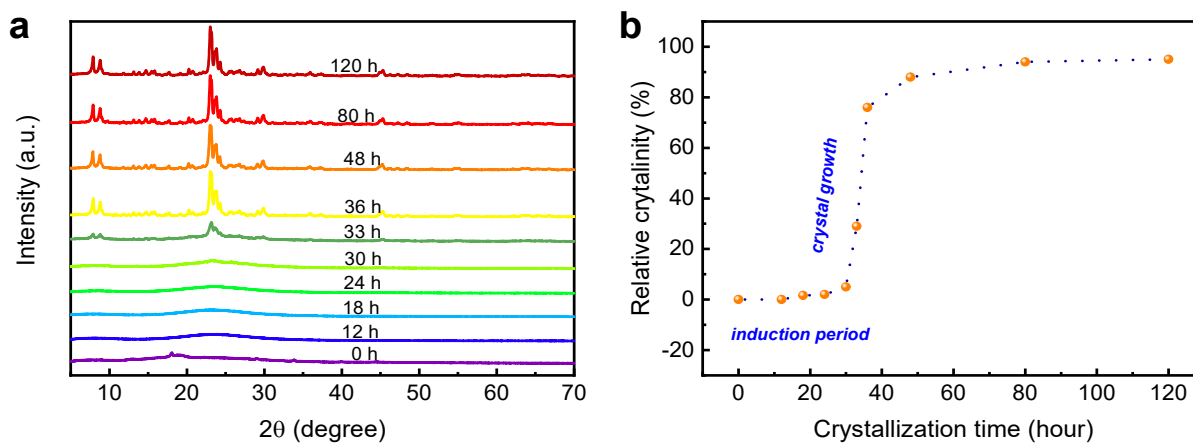 a
Intensity (a.u.)
120 h
80 h
48 h
36 h
33 h
30 h
24 h
18 h
12 h
0 h
10 20 30 40 50 60 70
2θ (degree)
b
Relative crytalinity (%)
100
80
60
40
20
0
-20
crystal growth
induction period
0 20 40 60 80 100 120
Crystallization time (hour)